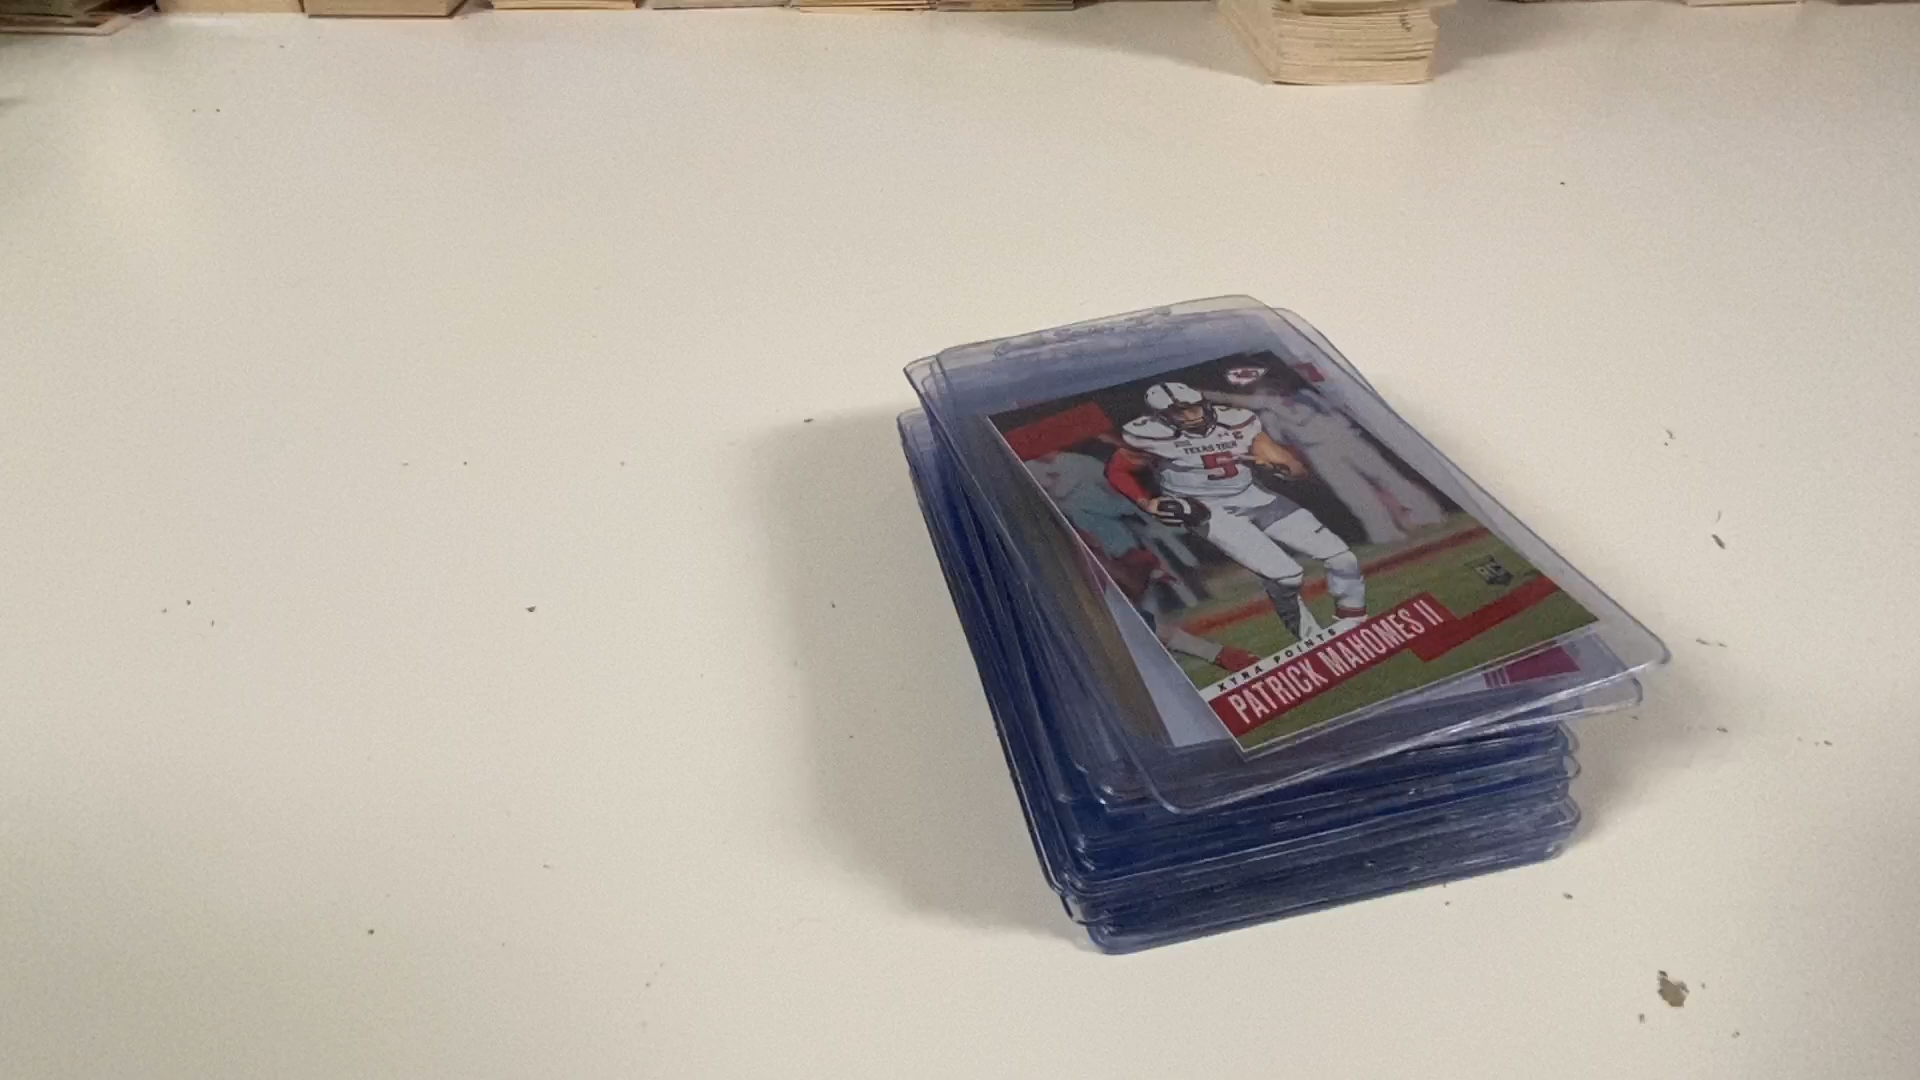 TEXAS TECH
5
RC
XTRA POINTS
PATRICK MAHOMES II